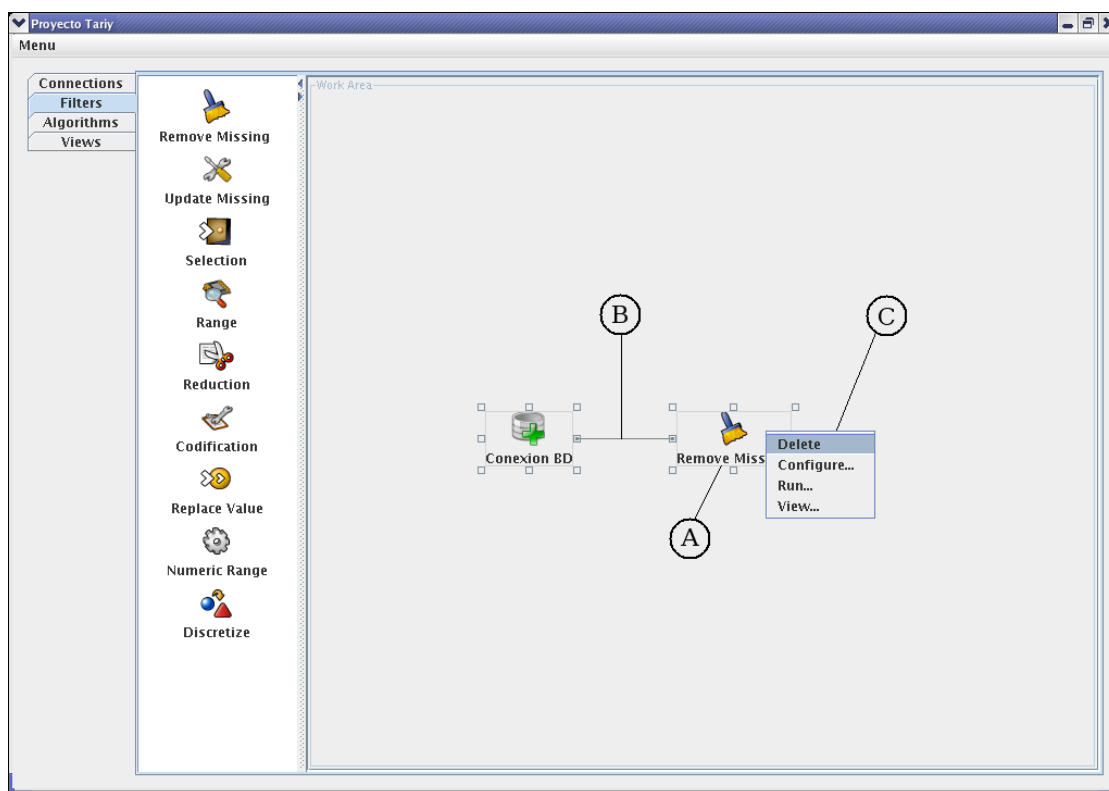 Proyecto Tariy
Menu
Connections
Filters
Algorithms
Views
Remove Missing
Update Missing
Selection
Range
Reduction
Codification
Replace Value
Numeric Range
Discretize
Work Area
B
C
Conexion BD
Remove Miss
Delete
Configure...
Run...
View...
A